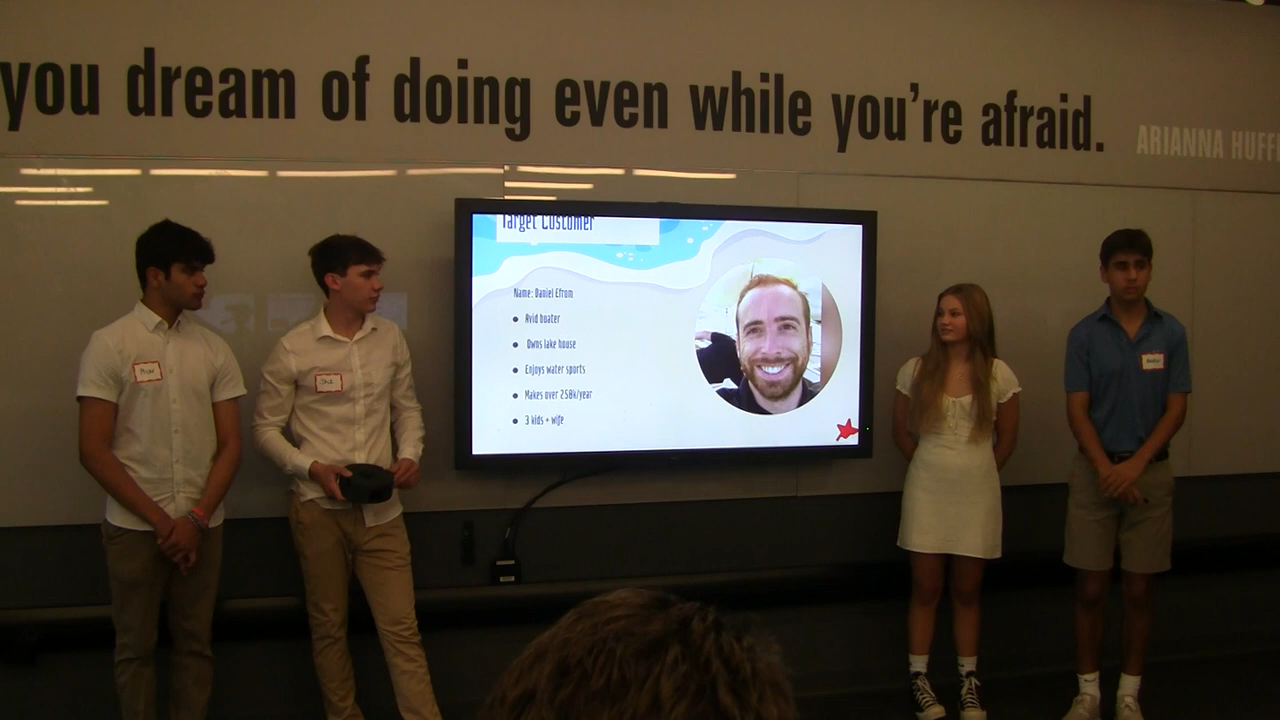 you dream of doing even while you're afraid.
ARIANNA HUFF
Target Customer
Name: Daniel Efrom
Avid boater
Owns lake house
Enjoys water sports
Makes over 250k/year
3 kids + wife